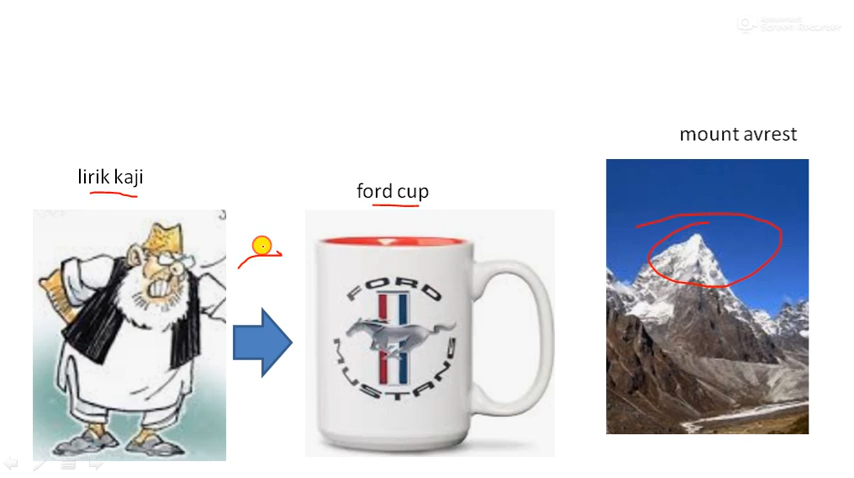 mount avrest
lirik kaji
ford cup
FORD
MUSTANG